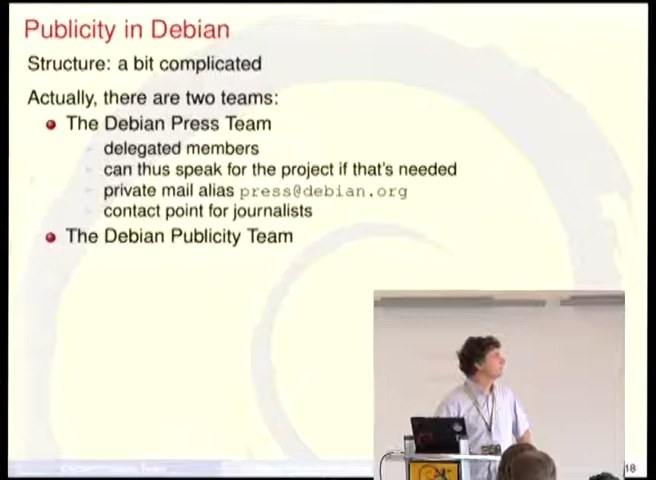 Publicity in Debian
Structure: a bit complicated
Actually, there are two teams:
The Debian Press Team
delegated members
can thus speak for the project if that's needed
private mail alias press@debian.org
contact point for journalists
The Debian Publicity Team
18